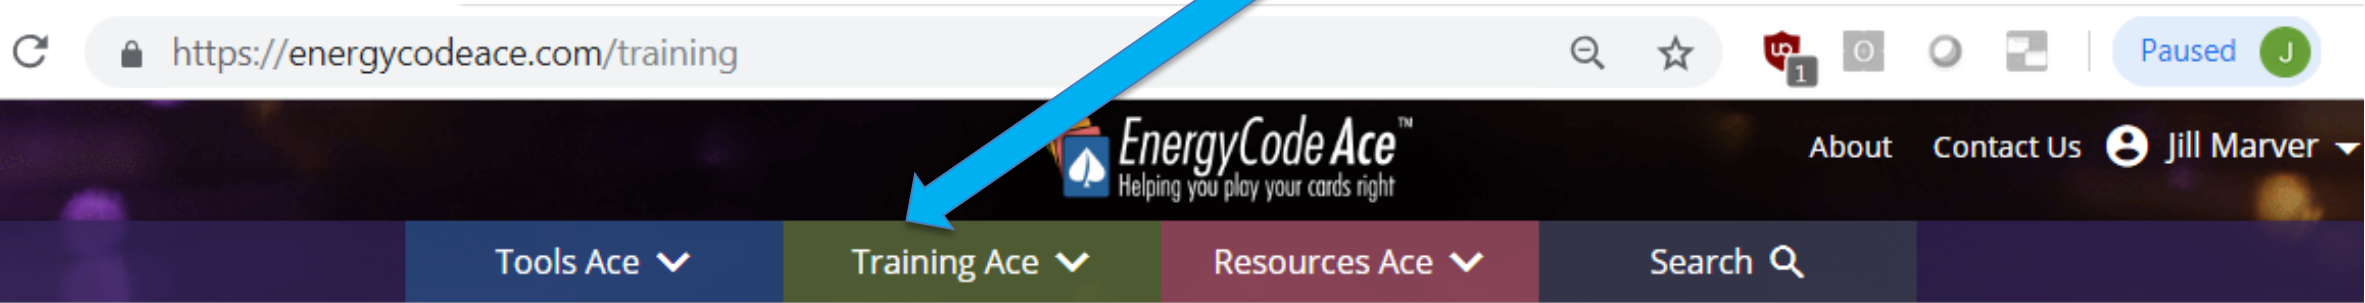 https://energycodeace.com/training
1
O
Paused J
EnergyCode Ace™
Helping you play your cards right
About Contact Us Jill Marver
Tools Ace Training Ace Resources Ace Search